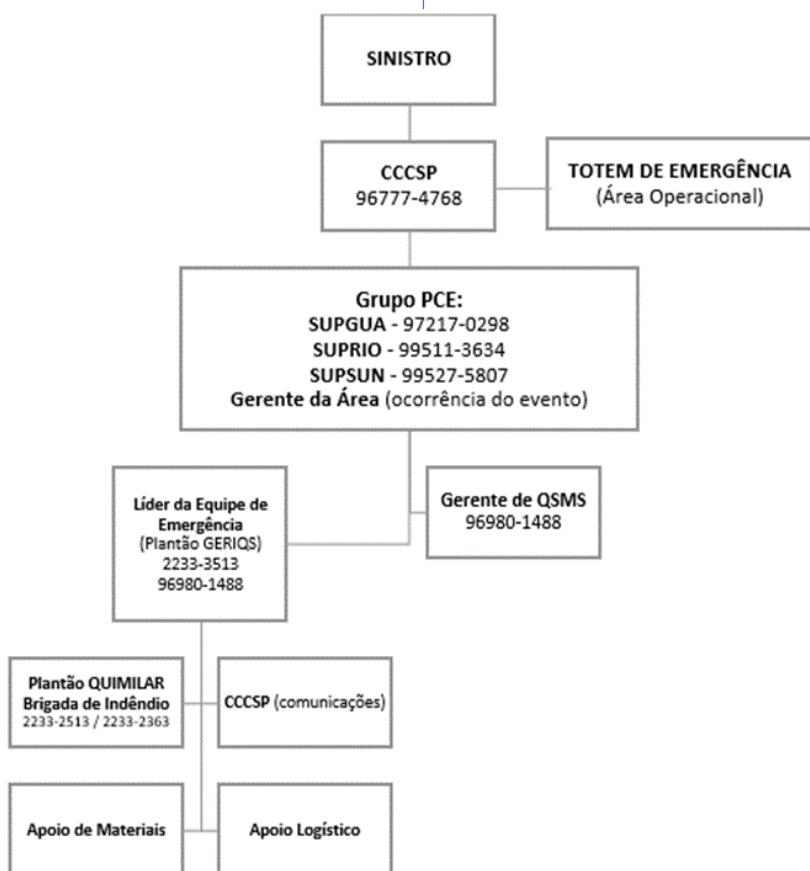 SINISTRO
CCCSP
96777-4768
TOTEM DE EMERGÊNCIA
(Área Operacional)
Grupo PCE:
SUPGUA - 97217-0298
SUPRIO - 99511-3634
SUPSUN - 99527-5807
Gerente da Área (ocorrência do evento)
Líder da Equipe de
Emergência
(Plantão GERIQS)
2233-3513
96980-1488
Gerente de QSMS
96980-1488
Plantão QUIMILAR
Brigada de Indêndio
2233-2513 / 2233-2363
CCCSP (comunicações)
Apoio de Materiais
Apoio Logístico